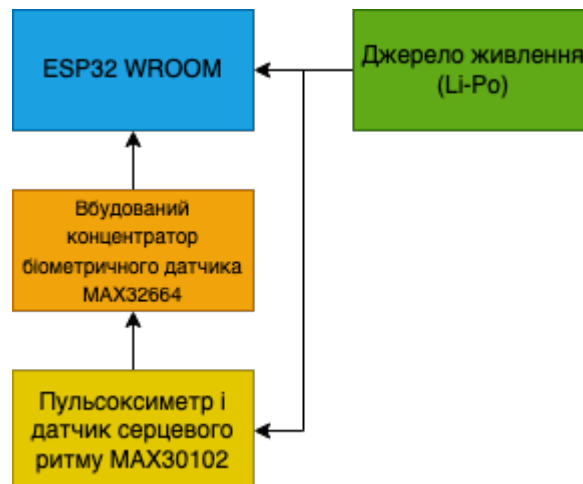 ESP32 WROOM
Джерело живлення
(Li-Po)
Вбудований
концентратор
біометричного датчика
MAX32664
Пульсоксиметр і
датчик серцевого
ритму MAX30102